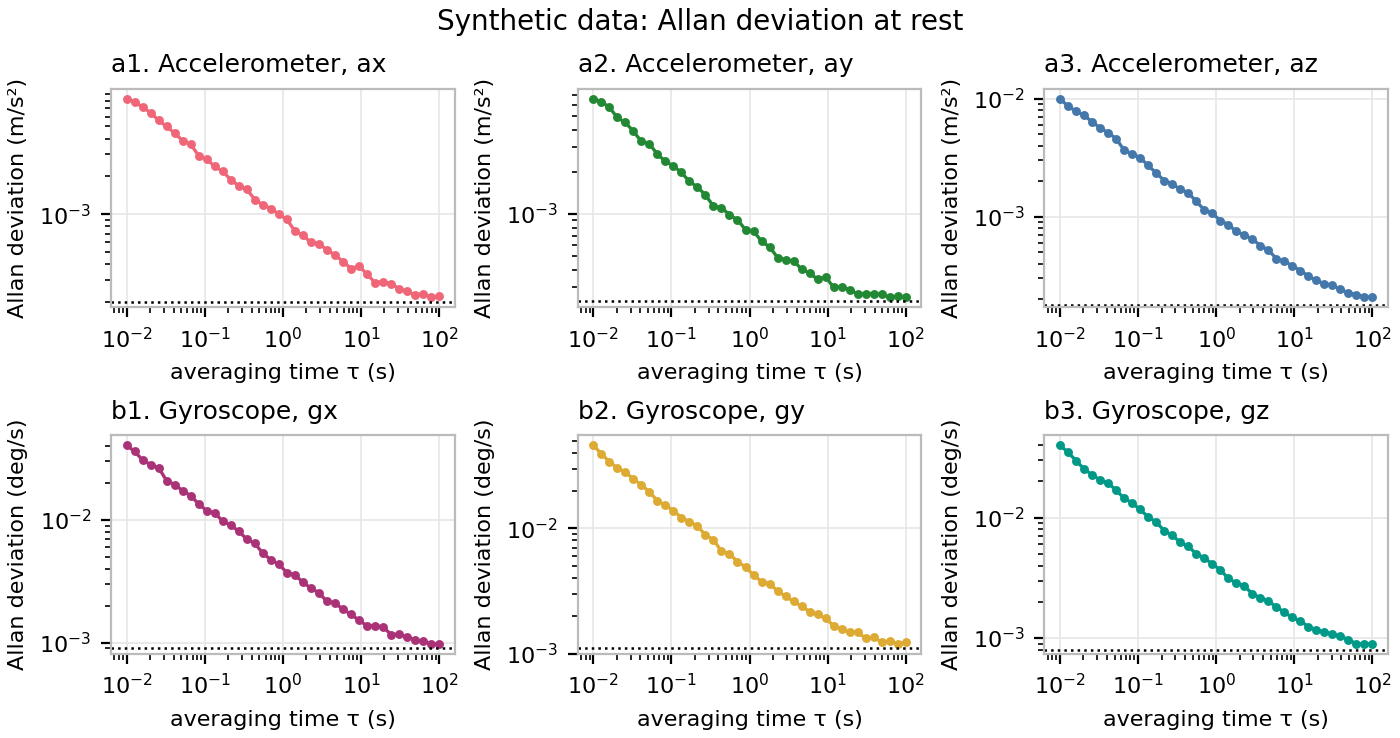 Synthetic data: Allan deviation at rest
a1. Accelerometer, ax
Allan deviation (m/s²)
10⁻³
10⁻² 10⁻¹ 10⁰ 10¹ 10²
averaging time τ (s)
a2. Accelerometer, ay
Allan deviation (m/s²)
10⁻³
10⁻² 10⁻¹ 10⁰ 10¹ 10²
averaging time τ (s)
a3. Accelerometer, az
Allan deviation (m/s²)
10⁻²
10⁻³
10⁻² 10⁻¹ 10⁰ 10¹ 10²
averaging time τ (s)
b1. Gyroscope, gx
Allan deviation (deg/s)
10⁻²
10⁻³
10⁻² 10⁻¹ 10⁰ 10¹ 10²
averaging time τ (s)
b2. Gyroscope, gy
Allan deviation (deg/s)
10⁻²
10⁻³
10⁻² 10⁻¹ 10⁰ 10¹ 10²
averaging time τ (s)
b3. Gyroscope, gz
Allan deviation (deg/s)
10⁻²
10⁻³
10⁻² 10⁻¹ 10⁰ 10¹ 10²
averaging time τ (s)